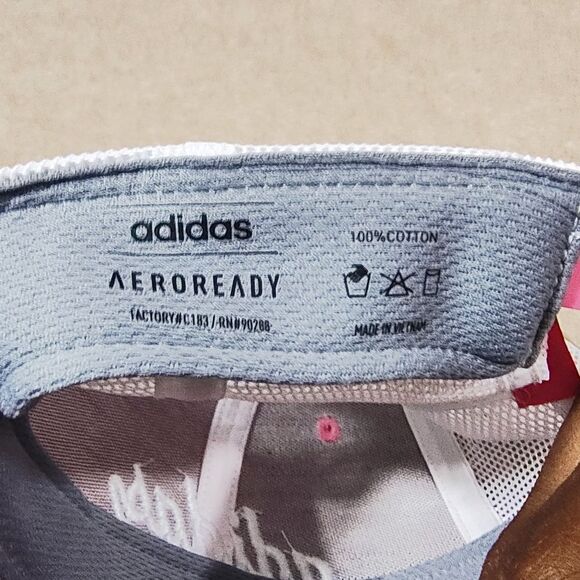 adidas
AEROREADY
FACTORY#C183/-RN#90288
100%COTTON
MADE IN VIETNAM